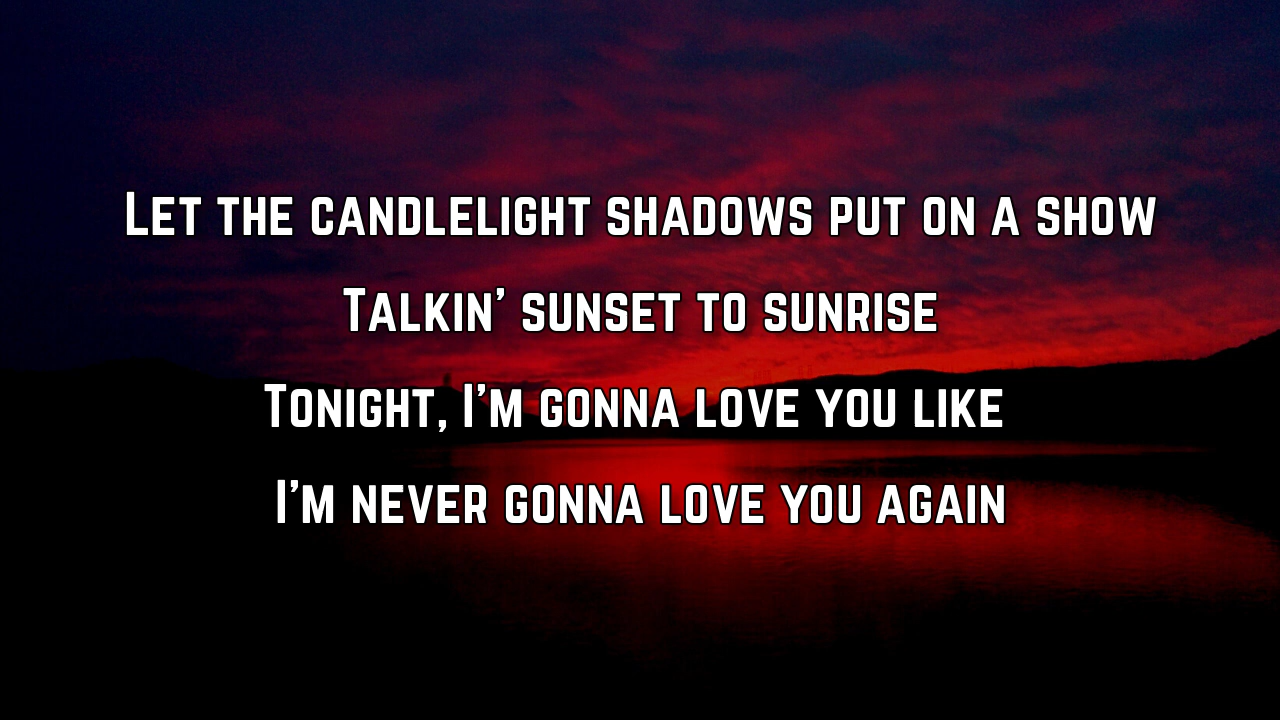 Let the candlelight shadows put on a show
Talkin' sunset to sunrise
Tonight, I'm gonna love you like
I'm never gonna love you again